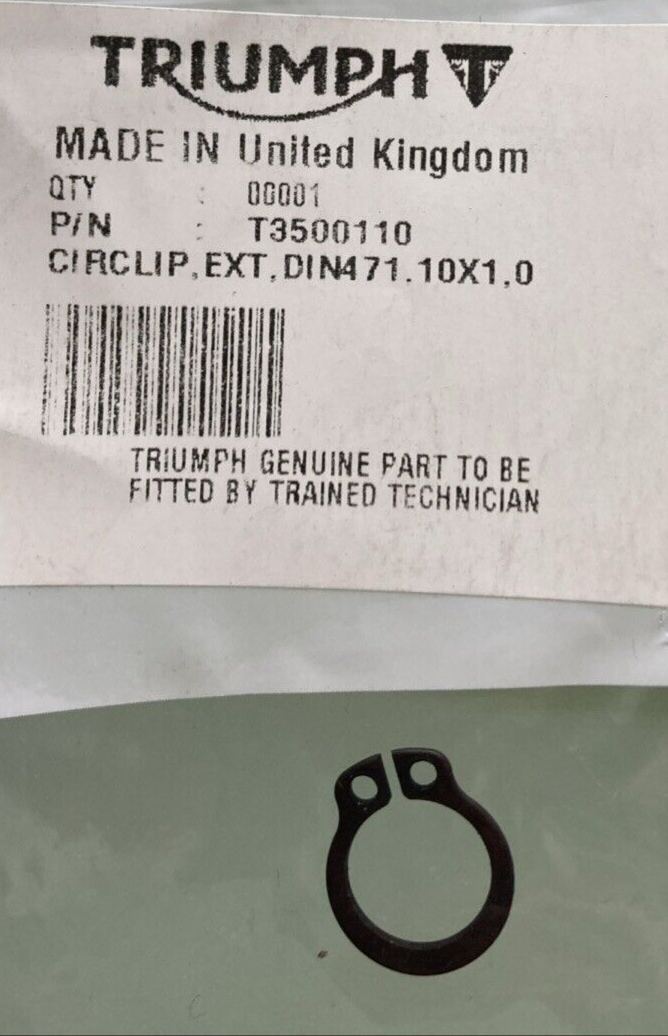 TRIUMPH
MADE IN United Kingdom
QTY : 00001
P/N : T3500110
CIRCLIP,EXT,DIN471.10X1,0
TRIUMPH GENUINE PART TO BE
FITTED BY TRAINED TECHNICIAN